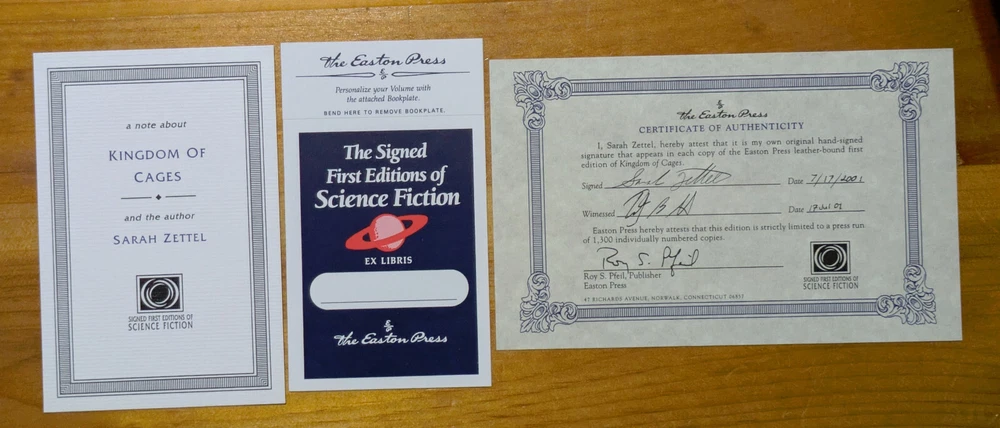 a note about
KINGDOM OF
CAGES
and the author
SARAH ZETTEL
SIGNED FIRST EDITIONS OF
SCIENCE FICTION
The Easton Press
Personalize your Volume with
the attached Bookplate.
BEND HERE TO REMOVE BOOKPLATE.
The Signed
First Editions of
Science Fiction
EX LIBRIS
The Easton Press
The Easton Press
CERTIFICATE OF AUTHENTICITY
I, Sarah Zettel, hereby attest that it is my own original hand-signed
signature that appears in each copy of the Easton Press leather-bound first
edition of Kingdom of Cages.
Signed Sarah Zettel Date 7/17/2001
Witnessed Date 17 Jul 01
Easton Press hereby attests that this edition is strictly limited to a press run
of 1,300 individually numbered copies.
Roy S. Pfeil
Roy S. Pfeil, Publisher
Easton Press
SIGNED FIRST EDITIONS OF
SCIENCE FICTION
47 RICHARDS AVENUE, NORWALK, CONNECTICUT 06857